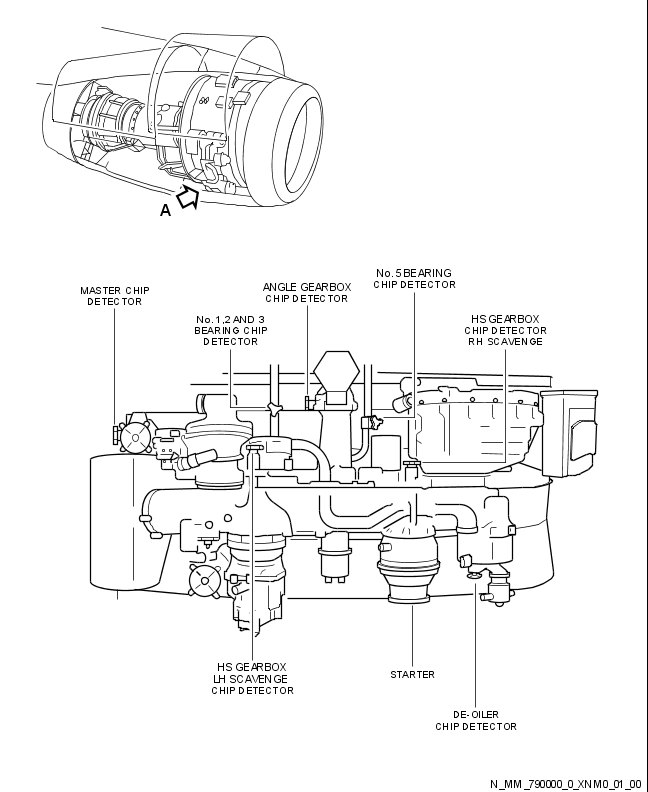 A
No. 5 BEARING
CHIP DETECTOR
ANGLE GEARBOX
CHIP DETECTOR
MASTER CHIP
DETECTOR
No. 1, 2 AND 3
BEARING CHIP
DETECTOR
HS GEARBOX
CHIP DETECTOR
RH SCAVENGE
HS GEARBOX
LH SCAVENGE
CHIP DETECTOR
STARTER
DE-OILER
CHIP DETECTOR
N_MM_790000_0_XNM0_01_00